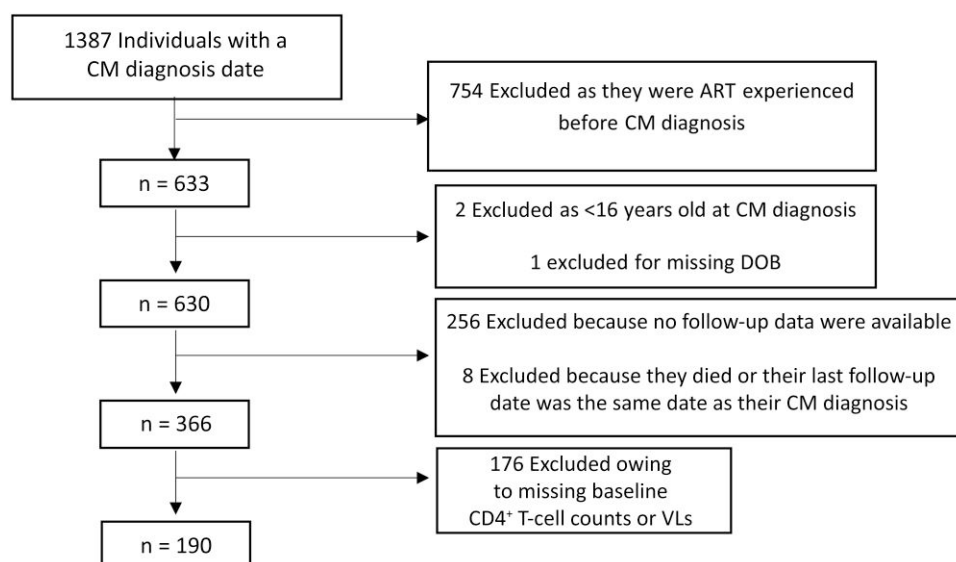 1387 Individuals with a
CM diagnosis date
754 Excluded as they were ART experienced
before CM diagnosis
n = 633
2 Excluded as <16 years old at CM diagnosis
1 excluded for missing DOB
n = 630
256 Excluded because no follow-up data were available
8 Excluded because they died or their last follow-up
date was the same date as their CM diagnosis
n = 366
176 Excluded owing
to missing baseline
CD4⁺ T-cell counts or VLs
n = 190